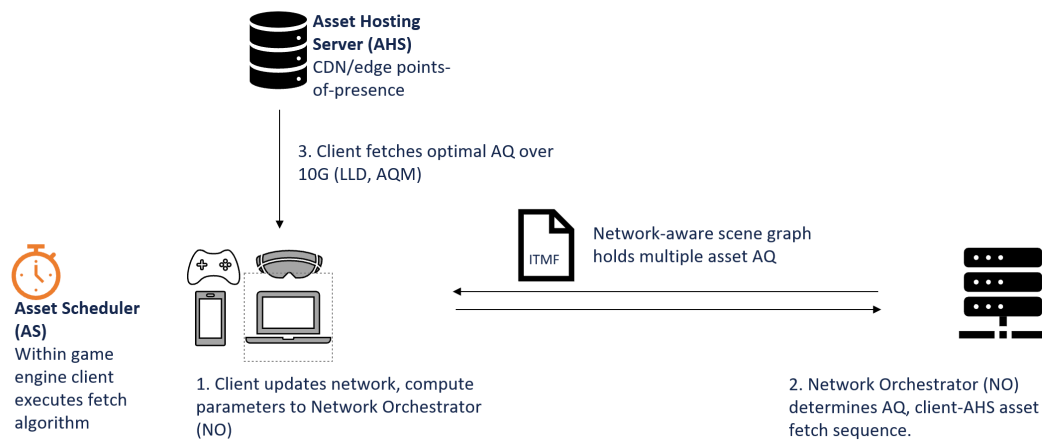 Asset Hosting
Server (AHS)
CDN/edge points-
of-presence
3. Client fetches optimal AQ over
10G (LLD, AQM)
ITMF
Network-aware scene graph
holds multiple asset AQ
Asset Scheduler
(AS)
Within game
engine client
executes fetch
algorithm
1. Client updates network, compute
parameters to Network Orchestrator
(NO)
2. Network Orchestrator (NO)
determines AQ, client-AHS asset
fetch sequence.